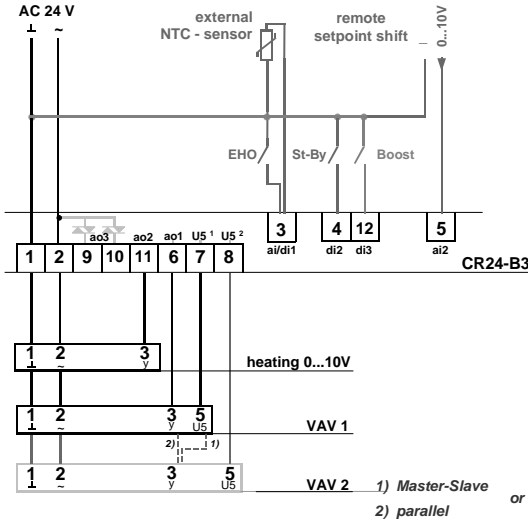 AC 24 V
⊥ ~
external
NTC - sensor
remote
setpoint shift
_ 0...10V
EHO St-By Boost
ao3 ao2 ao1 U5 1 U5 2
1 2 9 10 11 6 7 8
3 4 12 5
ai/di1 di2 di3 ai2
CR24-B3
1 2 3
⊥ ~ y
heating 0...10V
1 2 3 5
⊥ ~ y U5
VAV 1
2) 1)
1 2 3 5
⊥ ~ y U5
VAV 2
1) Master-Slave
or
2) parallel